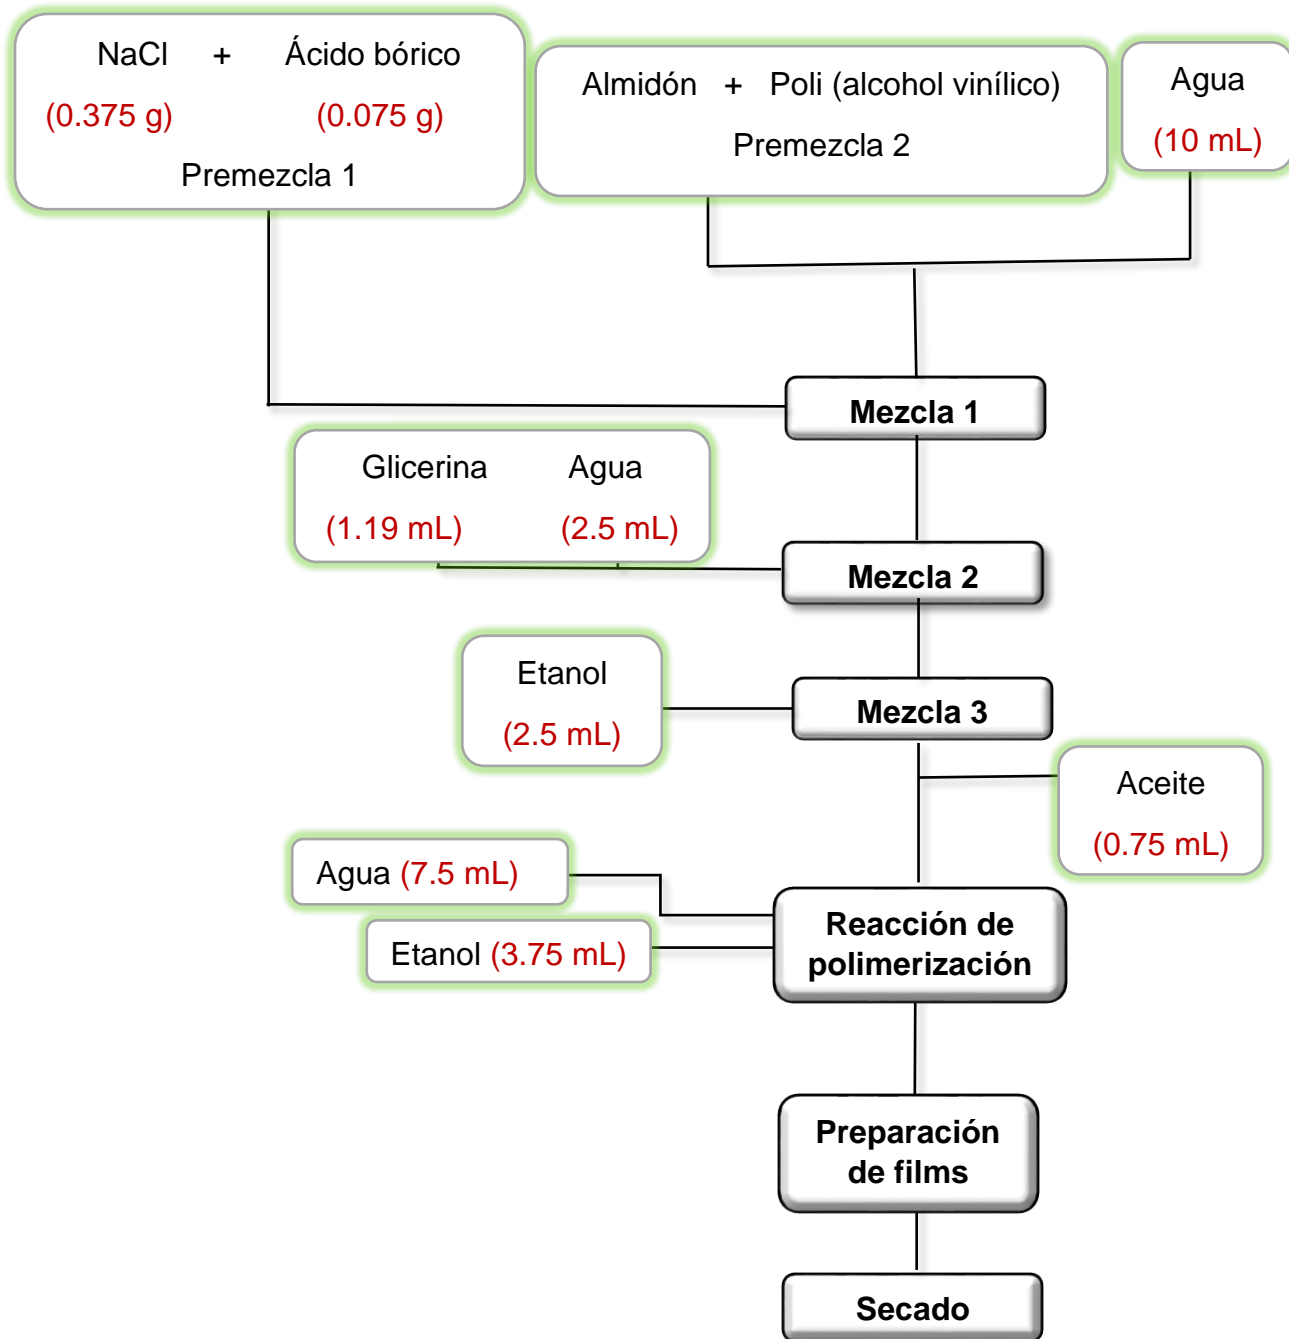 NaCl + Ácido bórico
(0.375 g) (0.075 g)
Premezcla 1
Almidón + Poli (alcohol vinílico)
Premezcla 2
Agua
(10 mL)
Mezcla 1
Glicerina Agua
(1.19 mL) (2.5 mL)
Mezcla 2
Etanol
(2.5 mL)
Mezcla 3
Aceite
(0.75 mL)
Agua (7.5 mL)
Etanol (3.75 mL)
Reacción de
polimerización
Preparación
de films
Secado